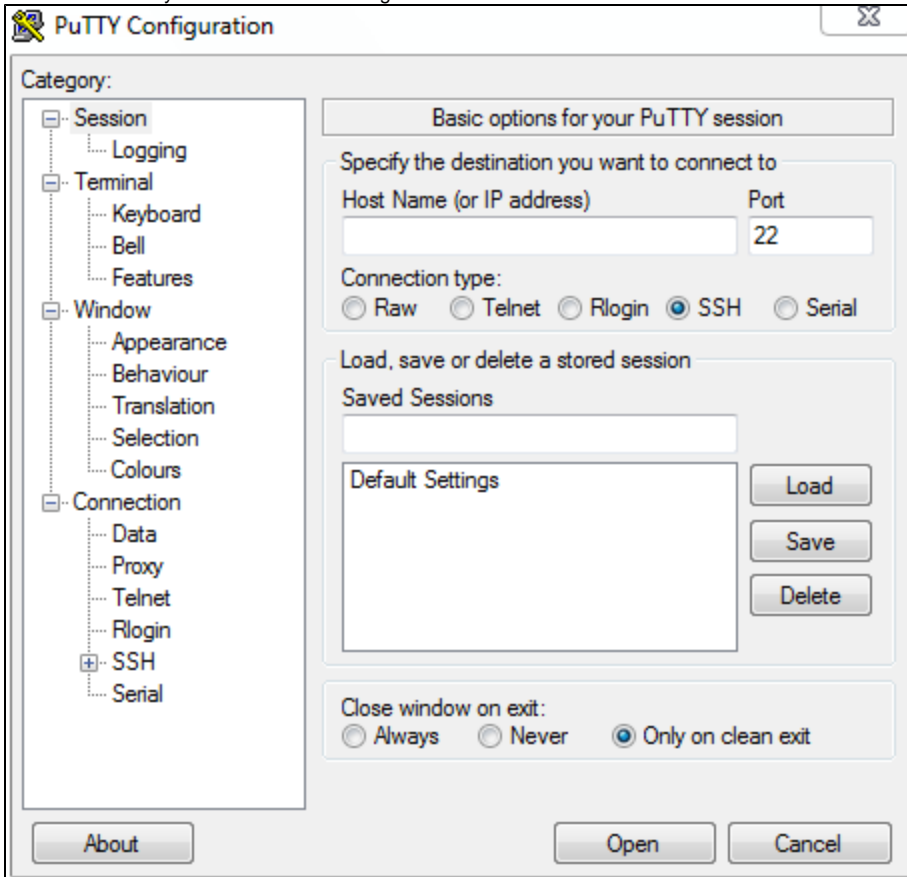 PuTTY Configuration
Category:
Session
Logging
Terminal
Keyboard
Bell
Features
Window
Appearance
Behaviour
Translation
Selection
Colours
Connection
Data
Proxy
Telnet
Rlogin
SSH
Serial
Basic options for your PuTTY session
Specify the destination you want to connect to
Host Name (or IP address) Port
22
Connection type:
Raw Telnet Rlogin SSH Serial
Load, save or delete a stored session
Saved Sessions
Default Settings
Load
Save
Delete
Close window on exit:
Always Never Only on clean exit
About Open Cancel